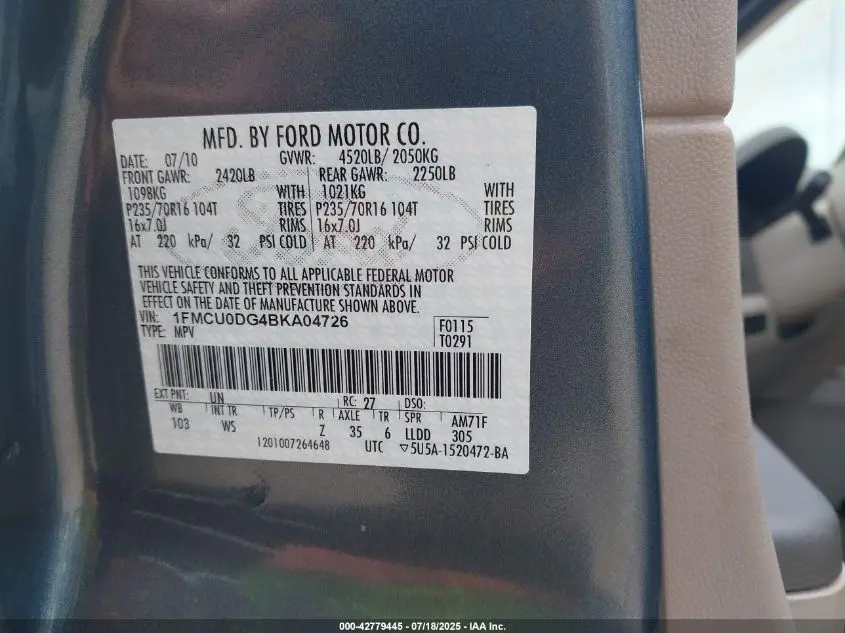 MFD. BY FORD MOTOR CO.
DATE: 07/10 GVWR: 4520LB/ 2050KG
FRONT GAWR: 2420LB REAR GAWR: 2250LB
1098KG WITH 1021KG WITH
P235/70R16 104T TIRES P235/70R16 104T TIRES
16x7.0J RIMS 16x7.0J RIMS
AT 220 kPa/ 32 PSI COLD AT 220 kPa/ 32 PSI COLD
THIS VEHICLE CONFORMS TO ALL APPLICABLE FEDERAL MOTOR
VEHICLE SAFETY AND THEFT PREVENTION STANDARDS IN
EFFECT ON THE DATE OF MANUFACTURE SHOWN ABOVE.
VIN: 1FMCU0DG4BKA04726 F0115
TYPE: MPV T0291
EXT PNT: UN RC: 27 DSO:
WB INT TR TP/PS R AXLE TR SPR AM71F
103 WS Z 35 6 LLDD 305
1201007264648 UTC ▽5U5A-1520472-BA
000-42779445 - 07/18/2025 - IAA Inc.